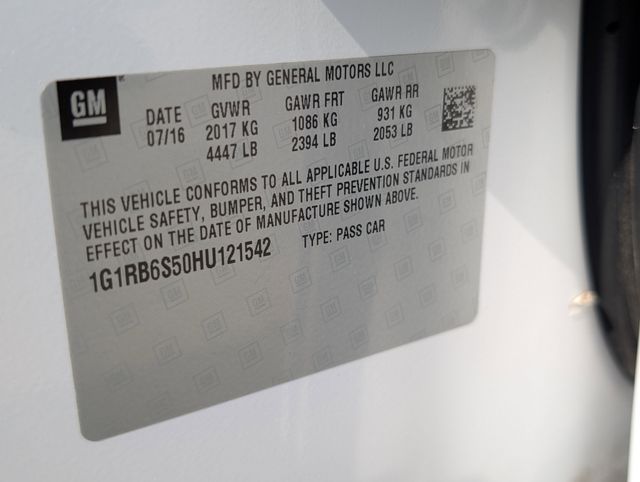 GM
MFD BY GENERAL MOTORS LLC
DATE GVWR GAWR FRT GAWR RR
07/16 2017 KG 1086 KG 931 KG
4447 LB 2394 LB 2053 LB
THIS VEHICLE CONFORMS TO ALL APPLICABLE U.S. FEDERAL MOTOR
VEHICLE SAFETY, BUMPER, AND THEFT PREVENTION STANDARDS IN
EFFECT ON THE DATE OF MANUFACTURE SHOWN ABOVE.
1G1RB6S50HU121542 TYPE: PASS CAR